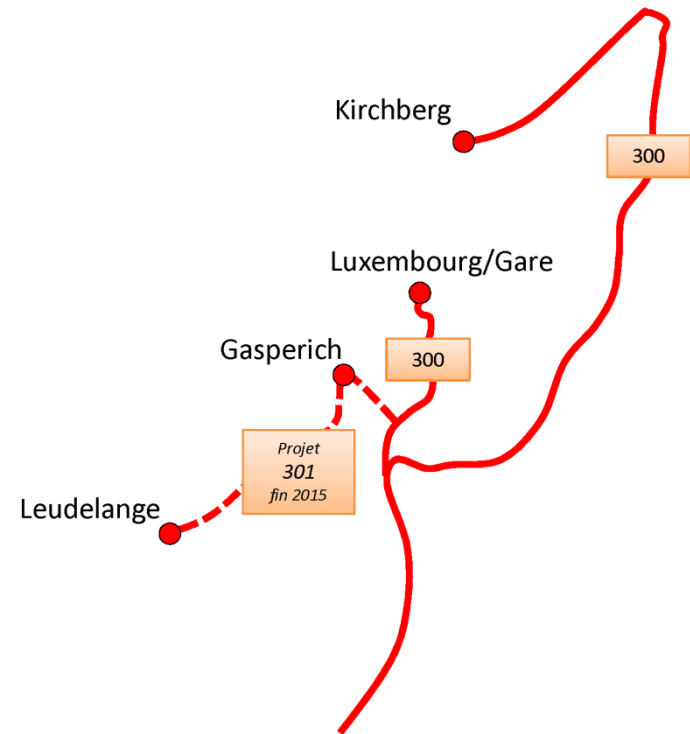 Kirchberg
300
Luxembourg/Gare
Gasperich
300
Projet
301
fin 2015
Leudelange